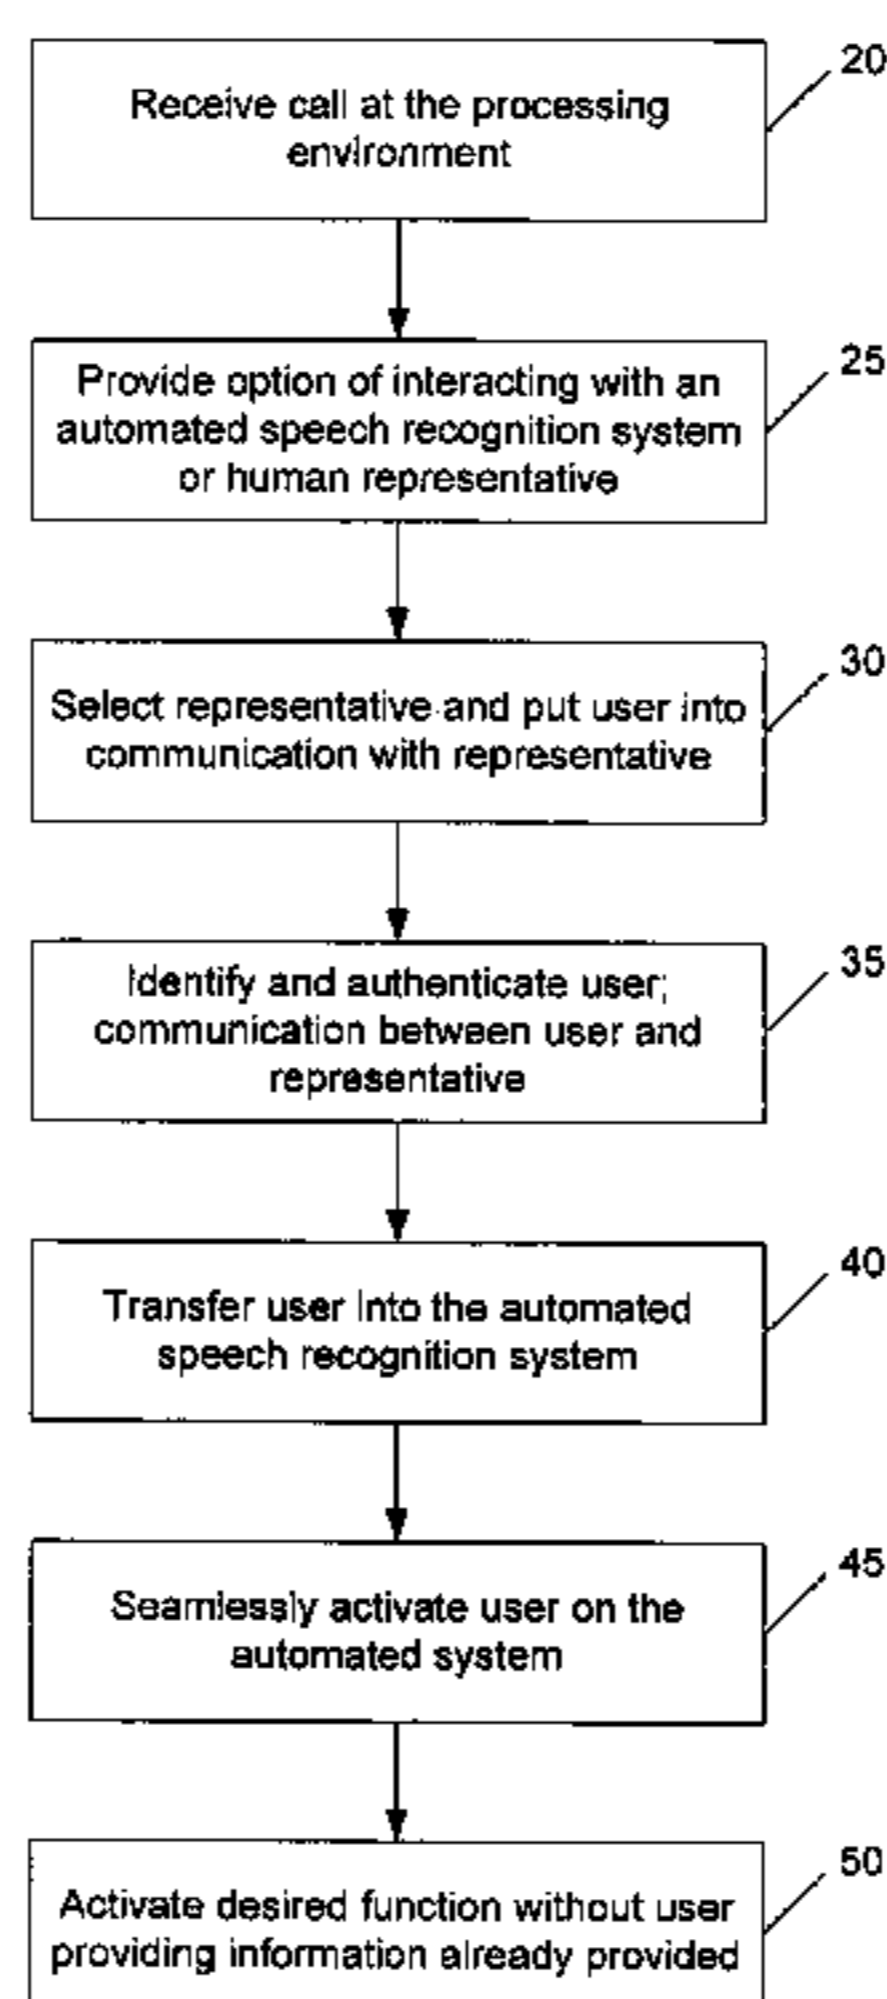 Receive call at the processing
environment
20
Provide option of interacting with an
automated speech recognition system
or human representative
25
Select representative and put user into
communication with representative
30
Identify and authenticate user;
communication between user and
representative
35
Transfer user into the automated
speech recognition system
40
Seamlessly activate user on the
automated system
45
Activate desired function without user
providing information already provided
50